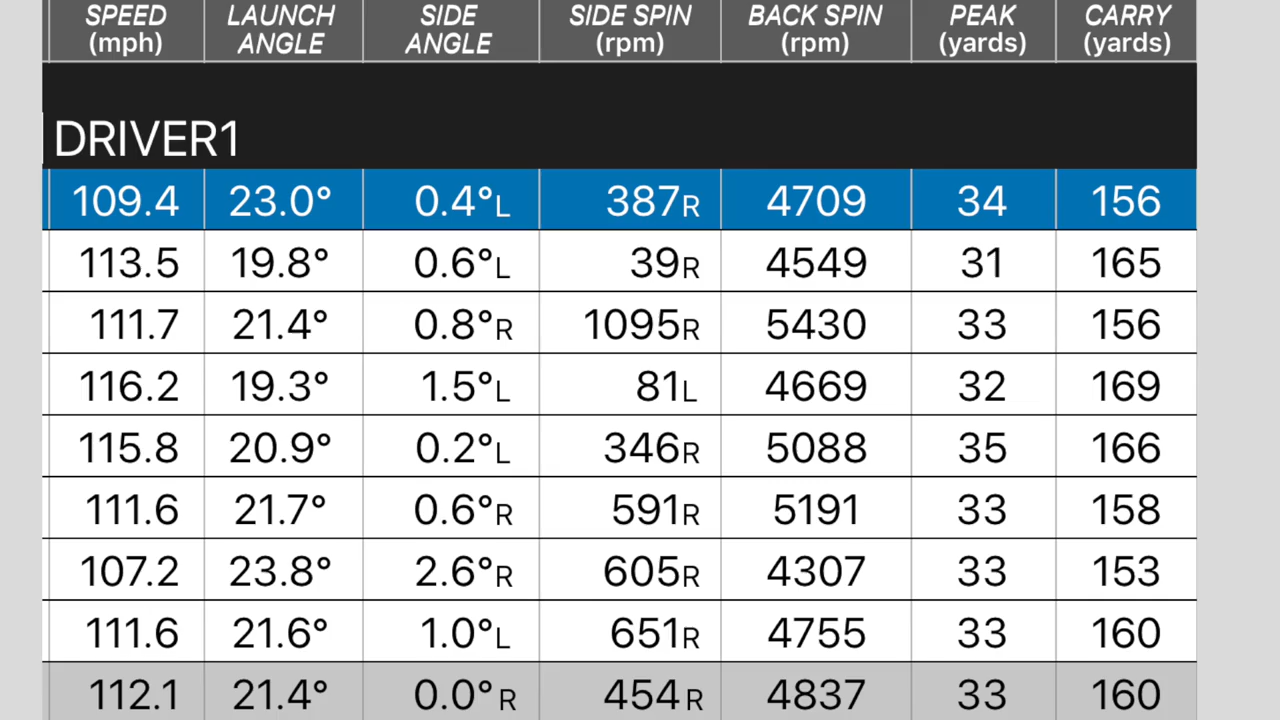 SPEED (mph) LAUNCH ANGLE SIDE ANGLE SIDE SPIN (rpm) BACK SPIN (rpm) PEAK (yards) CARRY (yards)
DRIVER1
109.4 23.0° 0.4°L 387R 4709 34 156
113.5 19.8° 0.6°L 39R 4549 31 165
111.7 21.4° 0.8°R 1095R 5430 33 156
116.2 19.3° 1.5°L 81L 4669 32 169
115.8 20.9° 0.2°L 346R 5088 35 166
111.6 21.7° 0.6°R 591R 5191 33 158
107.2 23.8° 2.6°R 605R 4307 33 153
111.6 21.6° 1.0°L 651R 4755 33 160
112.1 21.4° 0.0°R 454R 4837 33 160